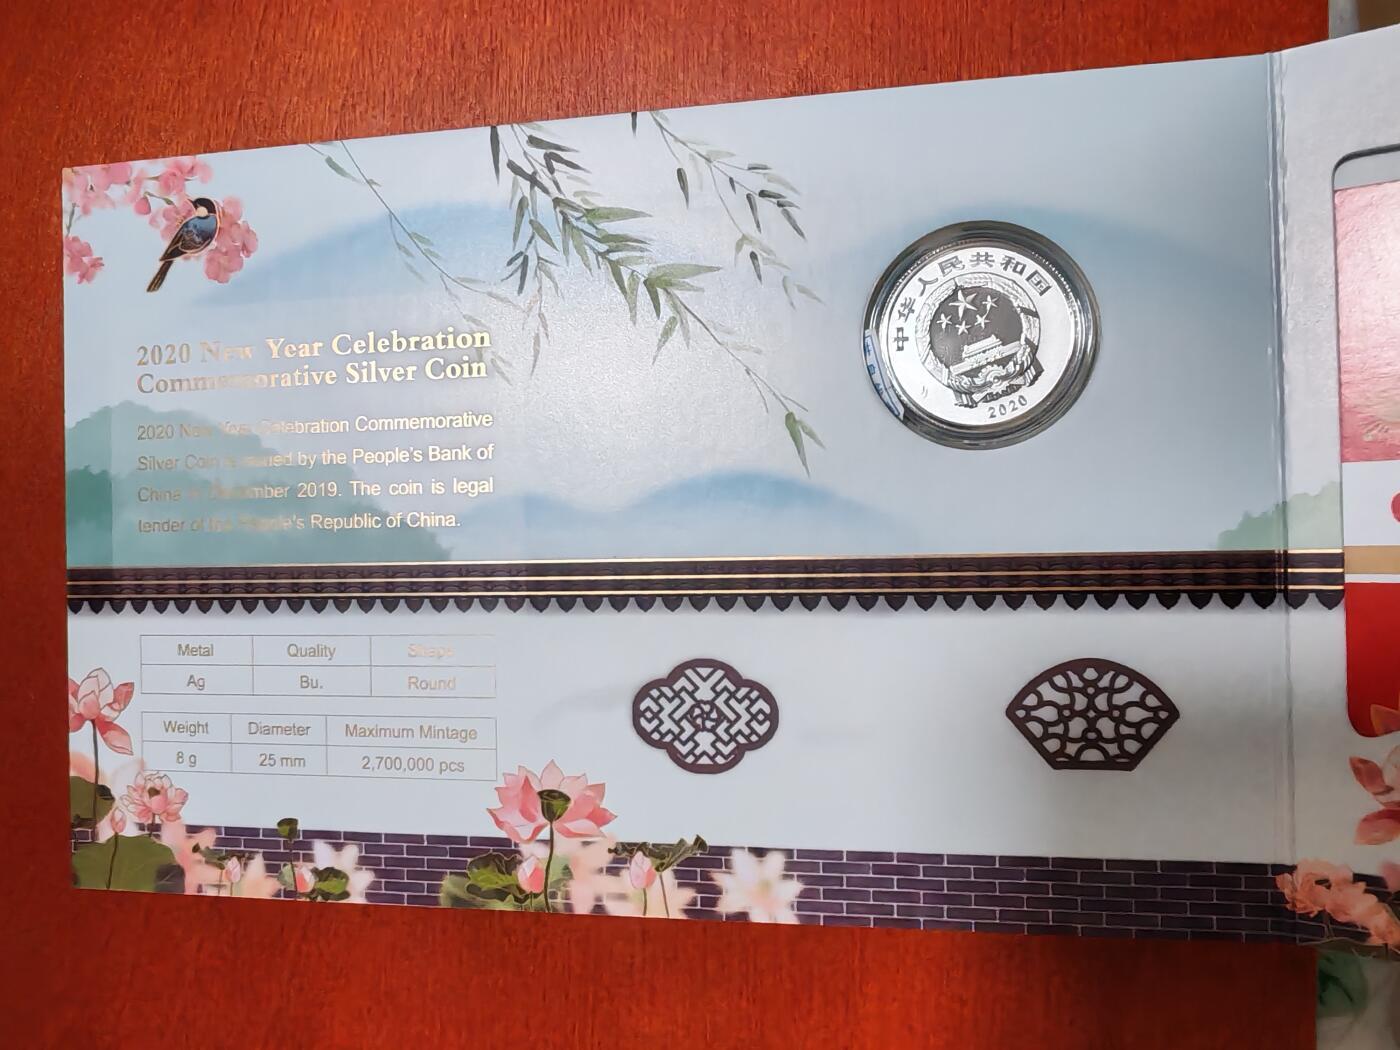 2020 New Year Celebration
Commemorative Silver Coin
2020 New Year Celebration Commemorative
Silver Coin is issued by the People's Bank of
China in December 2019. The coin is legal
tender of the People's Republic of China.
中华人民共和国
2020
Metal Quality Shape
Ag Bu. Round
Weight Diameter Maximum Mintage
8 g 25 mm 2,700,000 pcs